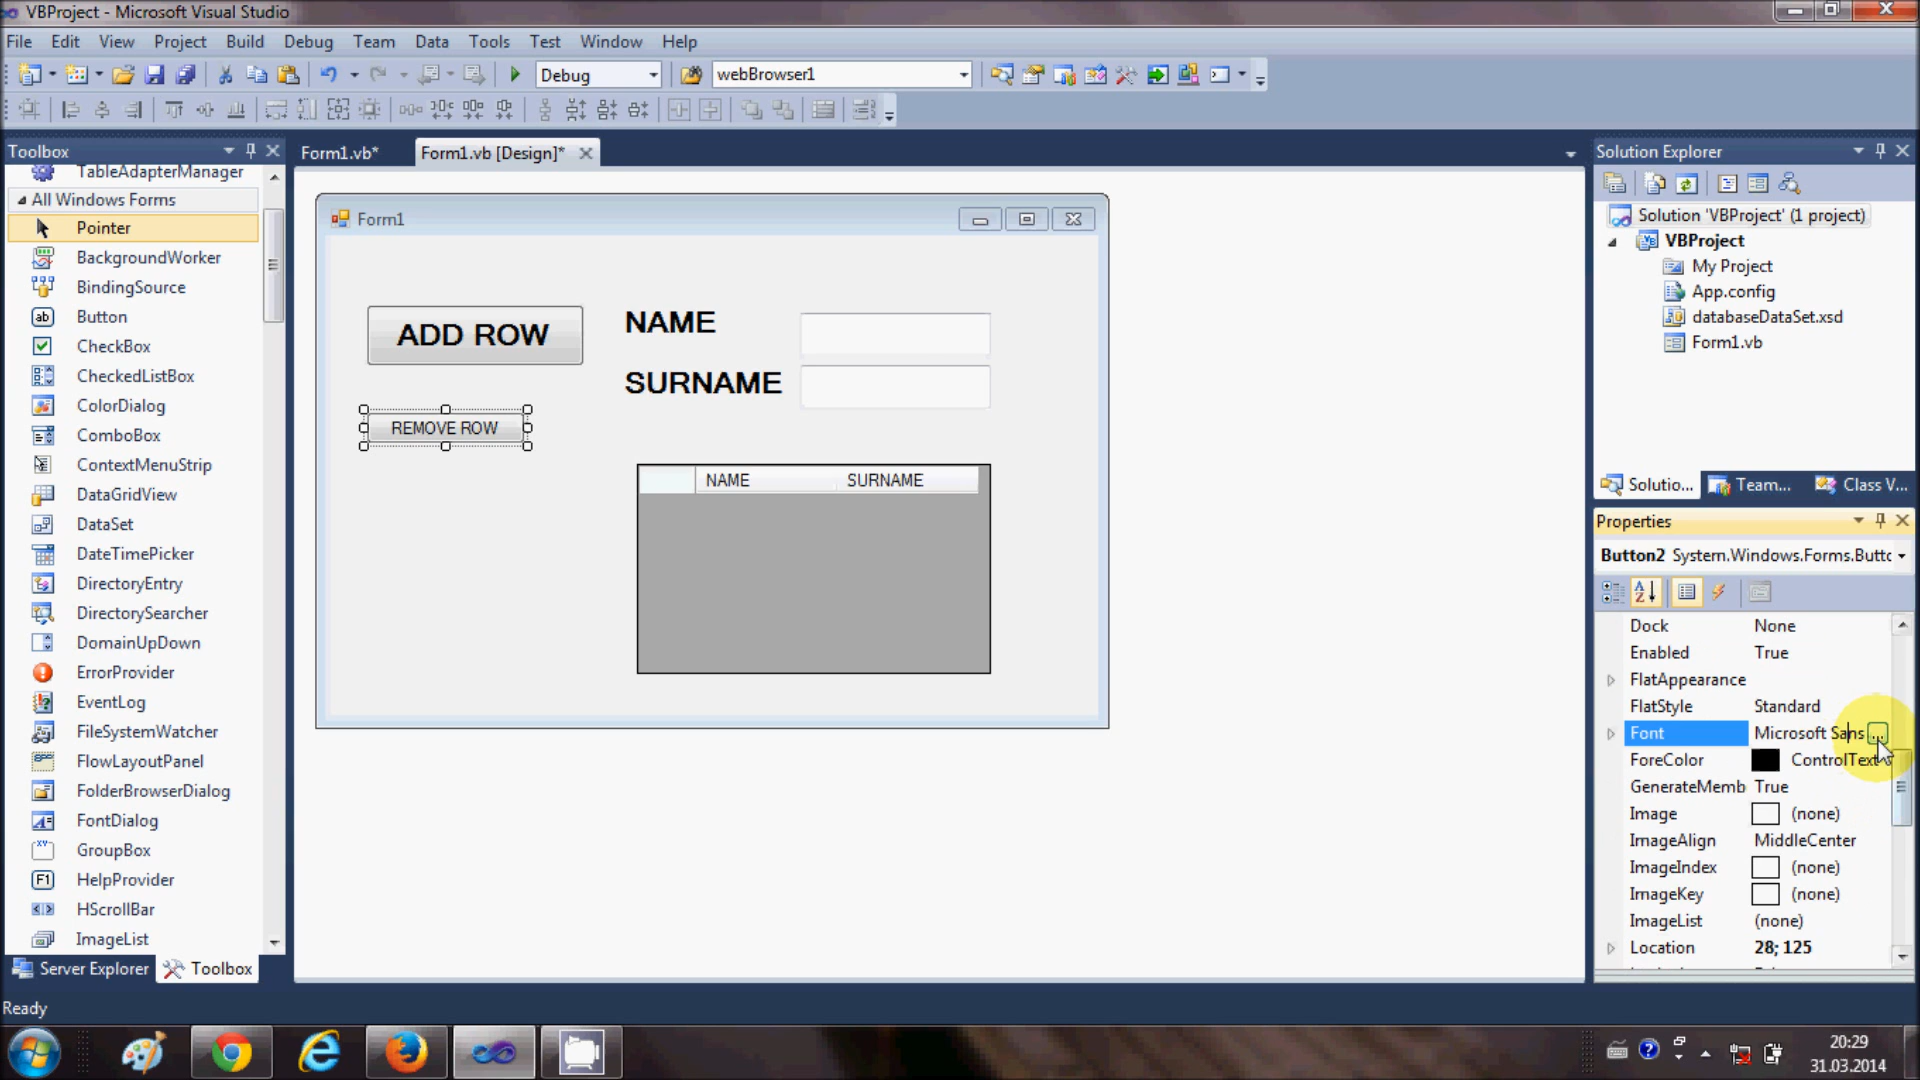 VBProject - Microsoft Visual Studio
File Edit View Project Build Debug Team Data Tools Test Window Help
Debug webBrowser1
Toolbox
TableAdapterManager
All Windows Forms
Pointer
BackgroundWorker
BindingSource
Button
CheckBox
CheckedListBox
ColorDialog
ComboBox
ContextMenuStrip
DataGridView
DataSet
DateTimePicker
DirectoryEntry
DirectorySearcher
DomainUpDown
ErrorProvider
EventLog
FileSystemWatcher
FlowLayoutPanel
FolderBrowserDialog
FontDialog
GroupBox
HelpProvider
HScrollBar
ImageList
Server Explorer Toolbox
Form1.vb* Form1.vb [Design]*
Form1
ADD ROW
NAME
SURNAME
REMOVE ROW
NAME SURNAME
Solution Explorer
Solution 'VBProject' (1 project)
VBProject
My Project
App.config
databaseDataSet.xsd
Form1.vb
Solutio... Team... Class V...
Properties
Button2 System.Windows.Forms.Buttc
Dock None
Enabled True
FlatAppearance
FlatStyle Standard
Font Microsoft Sans ...
ForeColor ControlText
GenerateMemb True
Image (none)
ImageAlign MiddleCenter
ImageIndex (none)
ImageKey (none)
ImageList (none)
Location 28; 125
Ready
20:29
31.03.2014